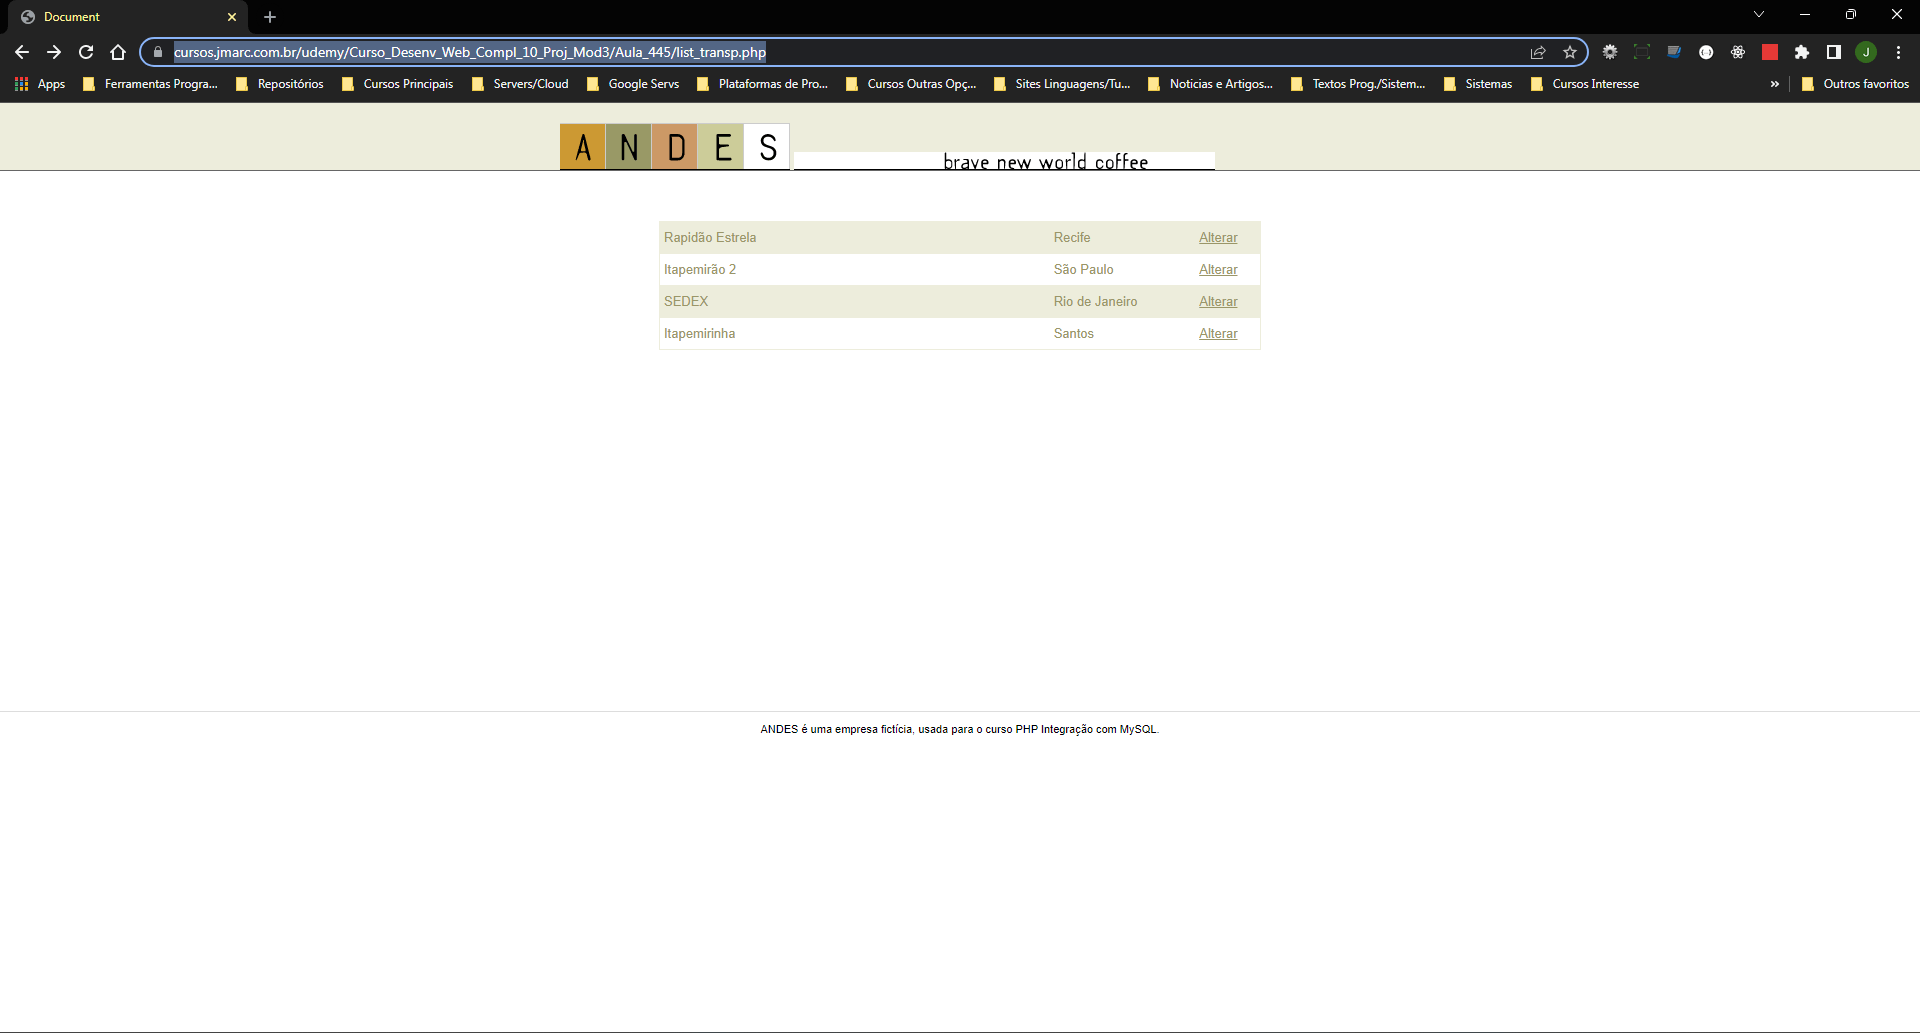 Document
cursos.jmarc.com.br/udemy/Curso_Desenv_Web_Compl_10_Proj_Mod3/Aula_445/list_transp.php
J
Apps Ferramentas Progra... Repositórios Cursos Principais Servers/Cloud Google Servs Plataformas de Pro... Cursos Outras Opç... Sites Linguagens/Tu... Noticias e Artigos... Textos Prog./Sistem... Sistemas Cursos Interesse » Outros favoritos
ANDES brave new world coffee
Rapidão Estrela Recife Alterar
Itapemirão 2 São Paulo Alterar
SEDEX Rio de Janeiro Alterar
Itapemirinha Santos Alterar
ANDES é uma empresa fictícia, usada para o curso PHP Integração com MySQL.